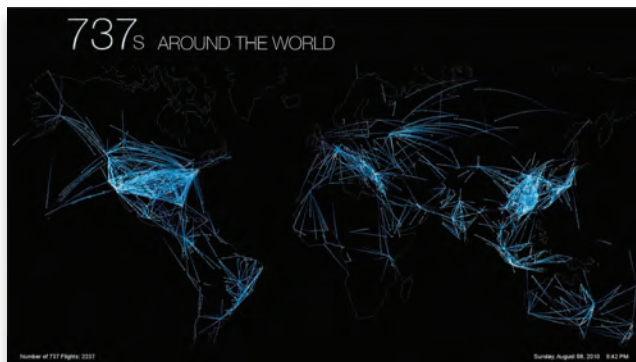 737s AROUND THE WORLD
Number of 737 Flights: 2237
Sunday, August 08, 2010 8:42 PM